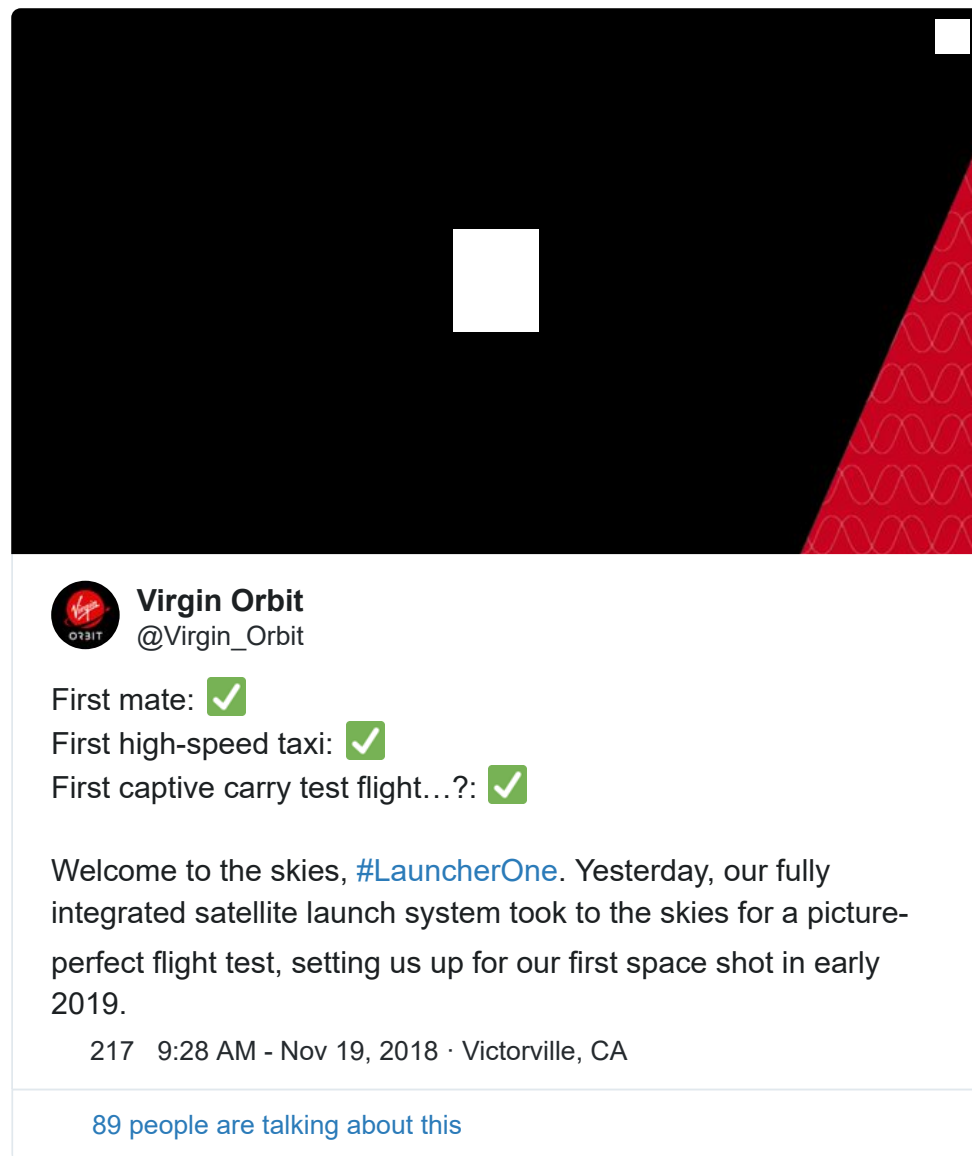 Virgin
ORBIT
Virgin Orbit
@Virgin_Orbit
First mate: ✅
First high-speed taxi: ✅
First captive carry test flight…?: ✅
Welcome to the skies, #LauncherOne. Yesterday, our fully
integrated satellite launch system took to the skies for a picture-
perfect flight test, setting us up for our first space shot in early
2019.
217 9:28 AM - Nov 19, 2018 · Victorville, CA
89 people are talking about this